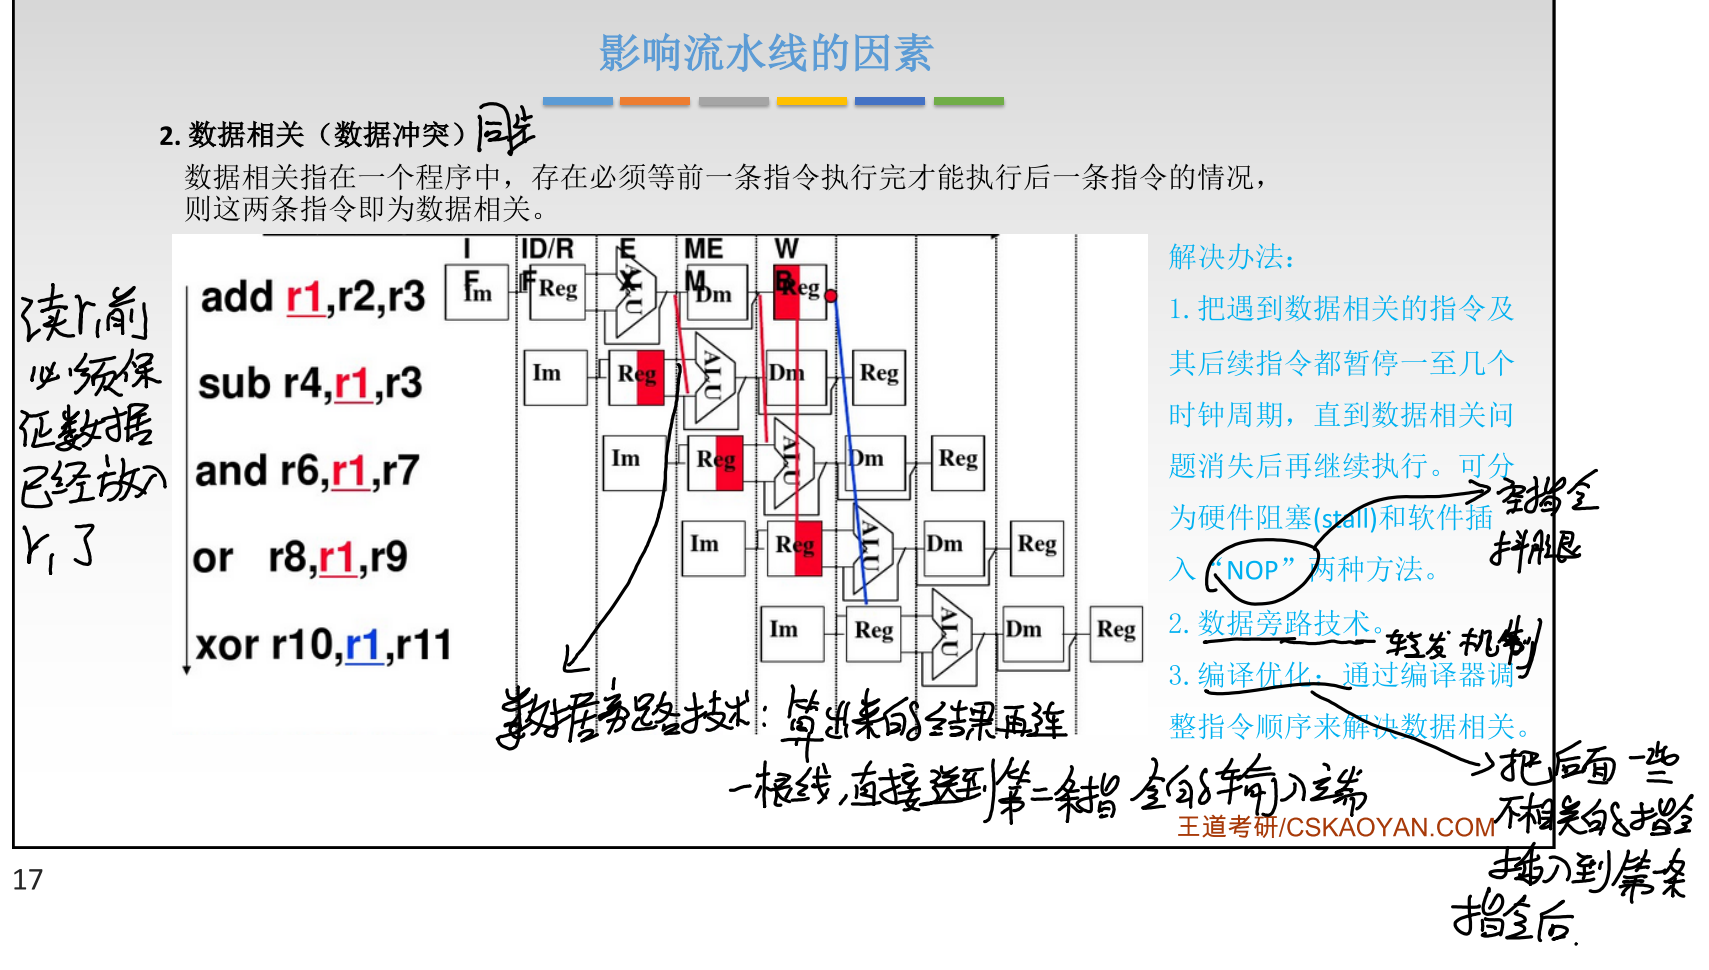 影响流水线的因素
2. 数据相关（数据冲突）同步
数据相关指在一个程序中，存在必须等前一条指令执行完才能执行后一条指令的情况，
则这两条指令即为数据相关。
IF ID/RF EX MEM WB
add r1,r2,r3
Im Reg ALU Dm Reg
sub r4,r1,r3
Im Reg ALU Dm Reg
and r6,r1,r7
Im Reg ALU Dm Reg
or r8,r1,r9
Im Reg ALU Dm Reg
xor r10,r1,r11
Im Reg ALU Dm Reg
读r1前
必须保
证数据
已经放入
r1了
解决办法：
1.把遇到数据相关的指令及
其后续指令都暂停一至几个
时钟周期，直到数据相关问
题消失后再继续执行。可分
为硬件阻塞(stall)和软件插
入“NOP”两种方法。
空指令
2.数据旁路技术。
转发机制
3.编译优化：通过编译器调
整指令顺序来解决数据相关。
数据旁路技术：算出来的结果再连
一根线，直接送到第二条指令的输入端
把后面一些
不相关的指令
插入到第一条
指令后.
王道考研/CSKAOYAN.COM
17